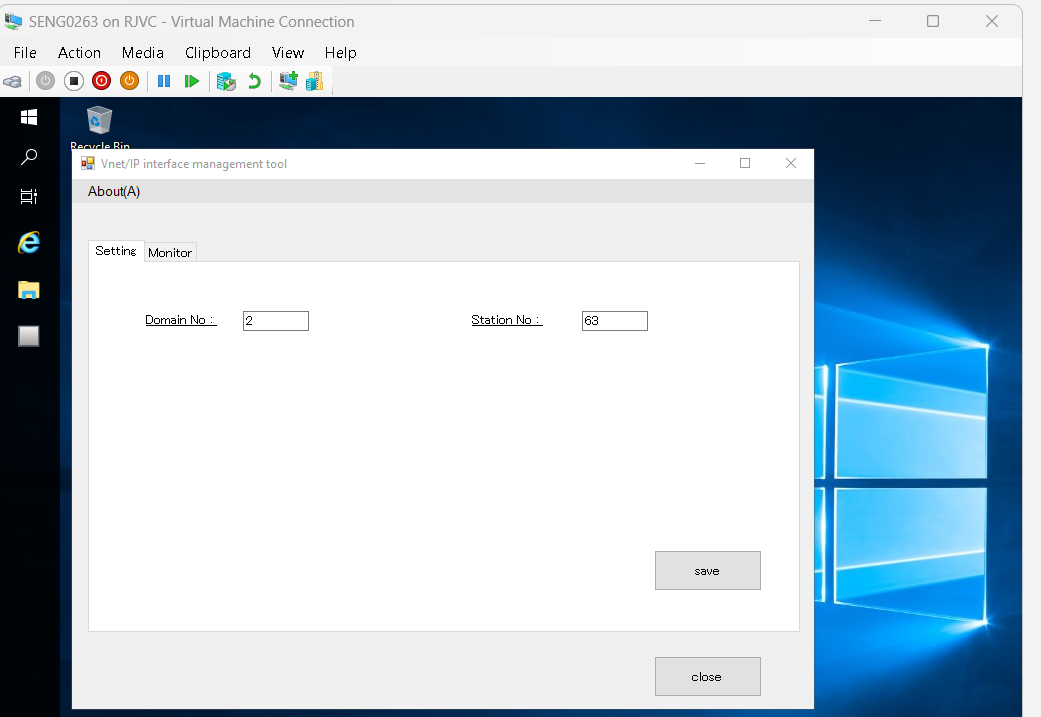 SENG0263 on RJVC - Virtual Machine Connection
File Action Media Clipboard View Help
Recycle Bin
Vnet/IP interface management tool
About(A)
Setting Monitor
Domain No : 2 Station No : 63
save
close